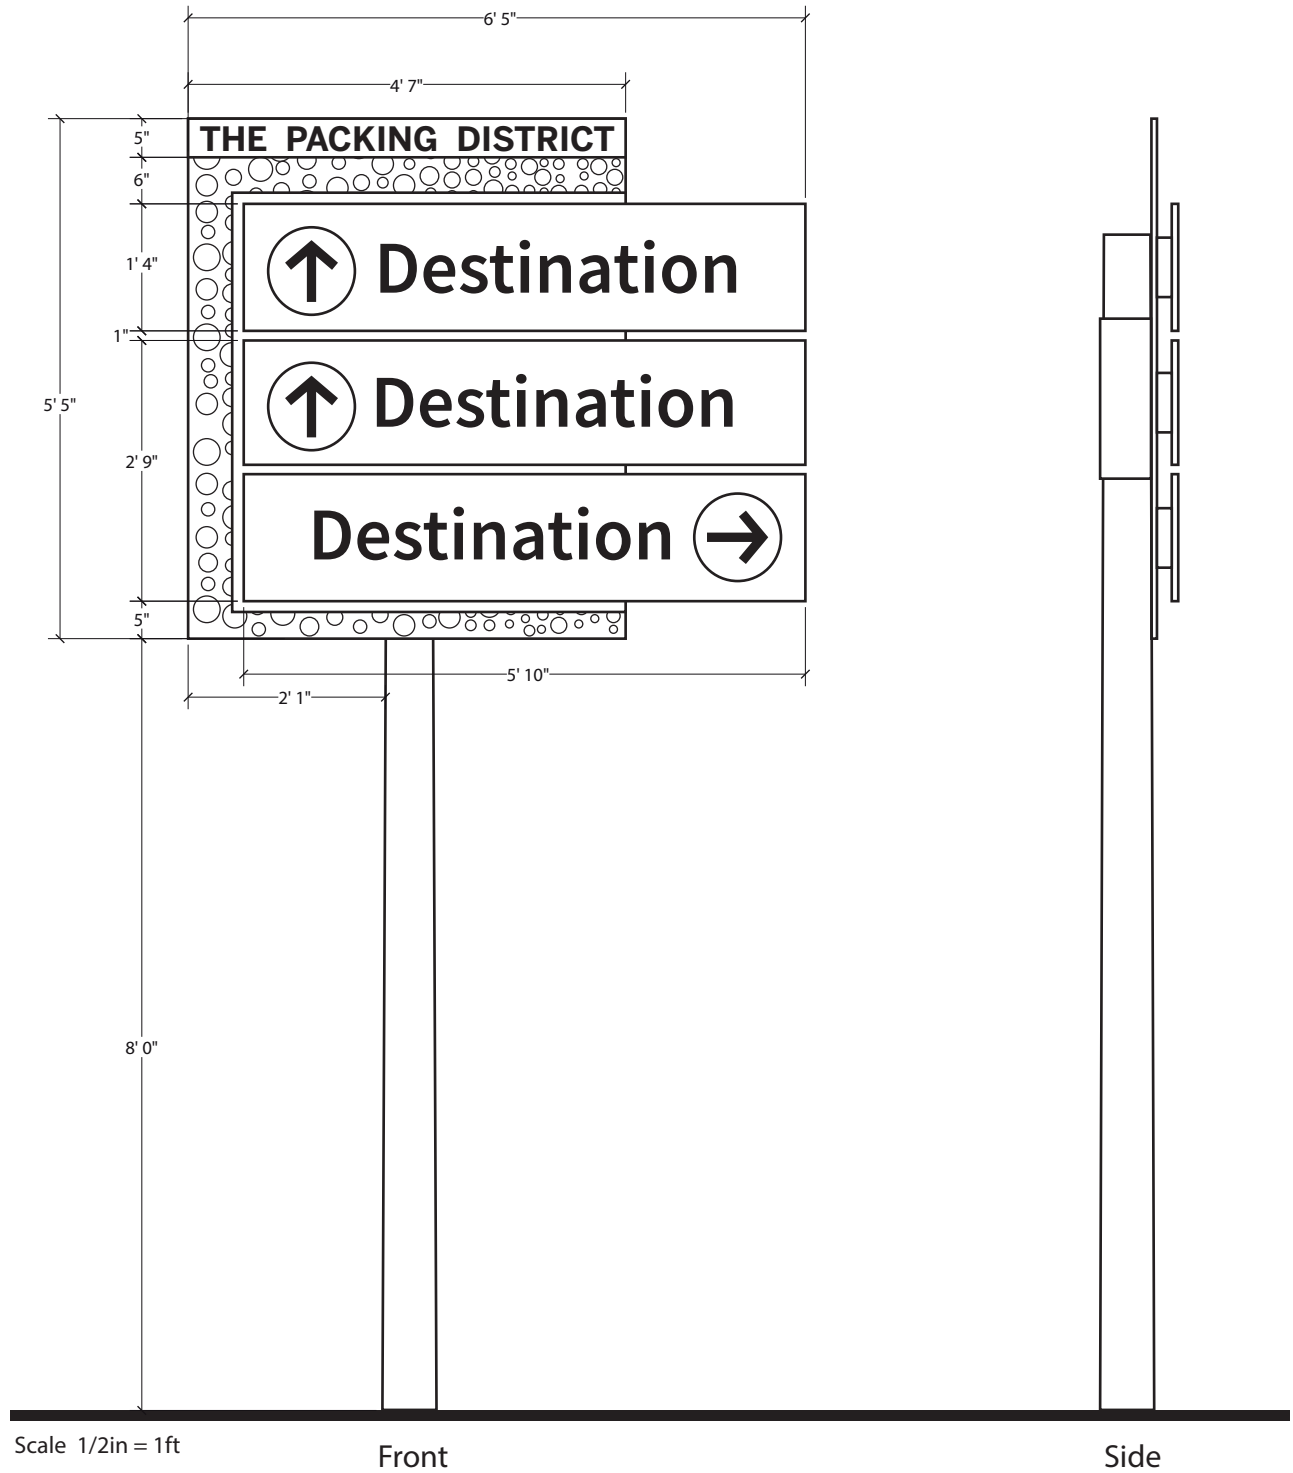 6' 5"
4' 7"
5"
THE PACKING DISTRICT
6"
1' 4"
Destination
1"
5' 5"
Destination
2' 9"
Destination
5"
5' 10"
2' 1"
8' 0"
Scale 1/2in = 1ft
Front
Side